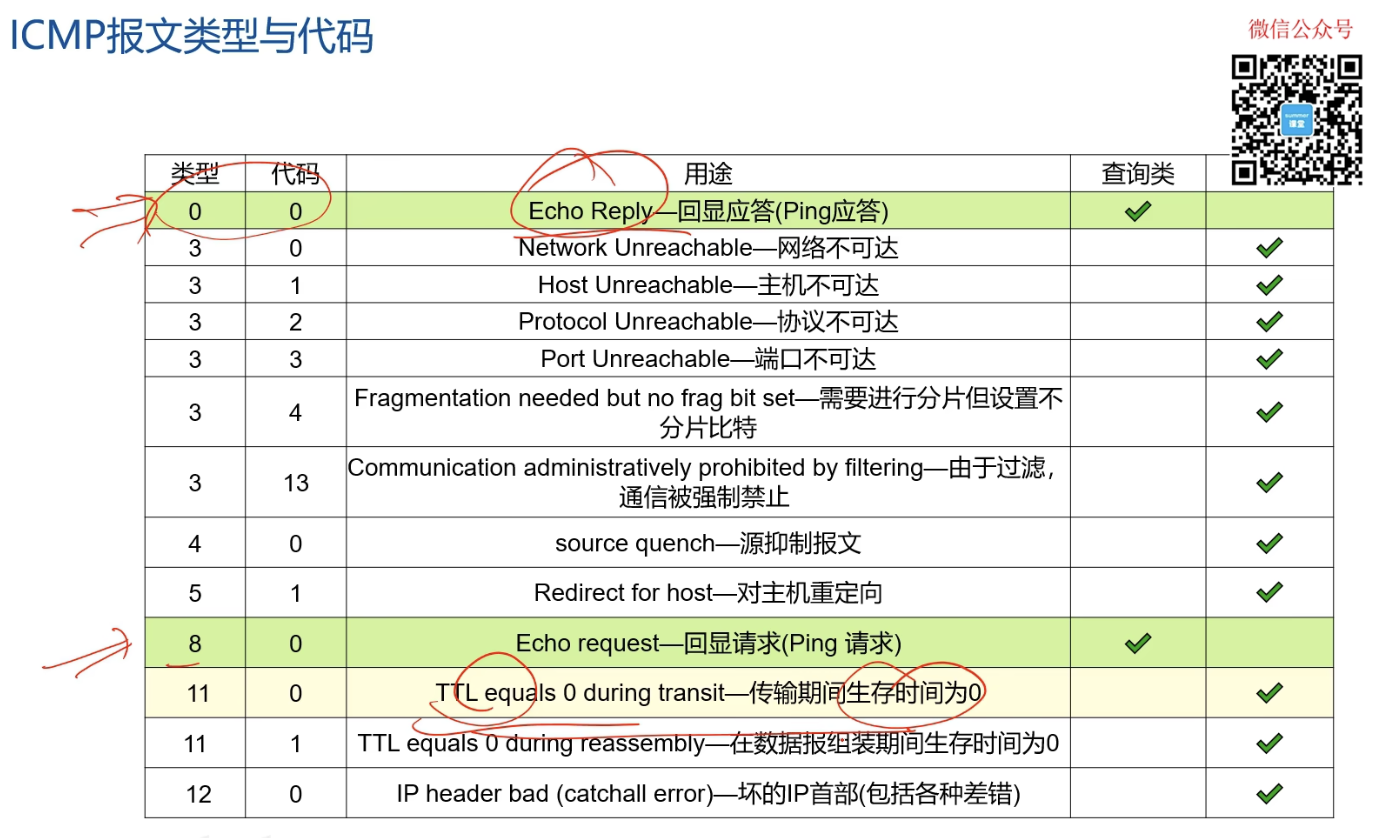 ICMP报文类型与代码
微信公众号
summer
课堂
类型 代码 用途 查询类
0 0 Echo Reply—回显应答(Ping应答)
3 0 Network Unreachable—网络不可达
3 1 Host Unreachable—主机不可达
3 2 Protocol Unreachable—协议不可达
3 3 Port Unreachable—端口不可达
3 4 Fragmentation needed but no frag bit set—需要进行分片但设置不
分片比特
3 13 Communication administratively prohibited by filtering—由于过滤，
通信被强制禁止
4 0 source quench—源抑制报文
5 1 Redirect for host—对主机重定向
8 0 Echo request—回显请求(Ping 请求)
11 0 TTL equals 0 during transit—传输期间生存时间为0
11 1 TTL equals 0 during reassembly—在数据报组装期间生存时间为0
12 0 IP header bad (catchall error)—坏的IP首部(包括各种差错)